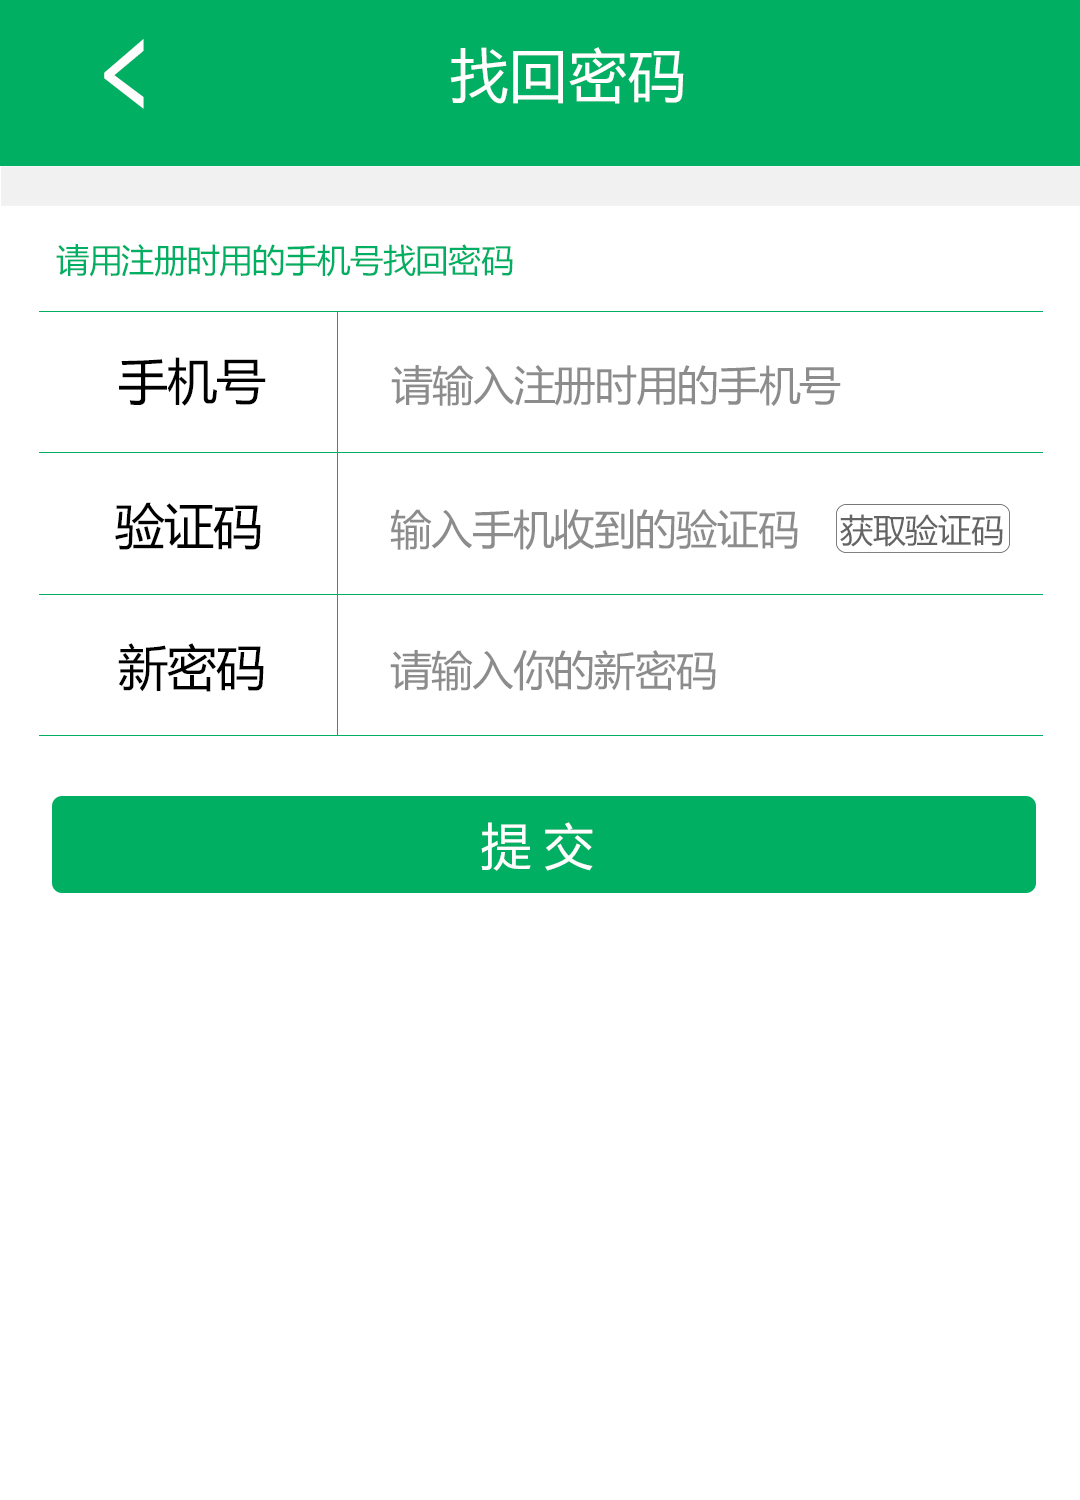 找回密码
请用注册时用的手机号找回密码
手机号 请输入注册时用的手机号
验证码 输入手机收到的验证码 获取验证码
新密码 请输入你的新密码
提交